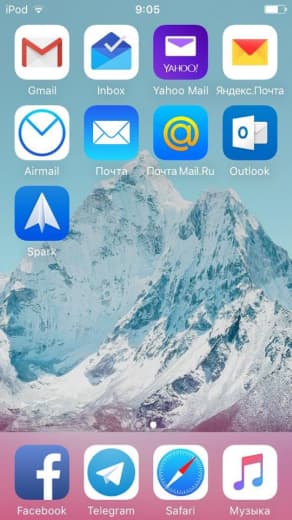 iPod 9:05
Gmail Inbox Yahoo Mail Яндекс.Почта
YAHOO!
Airmail Почта Почта Mail.Ru Outlook
Spark
Facebook Telegram Safari Музыка